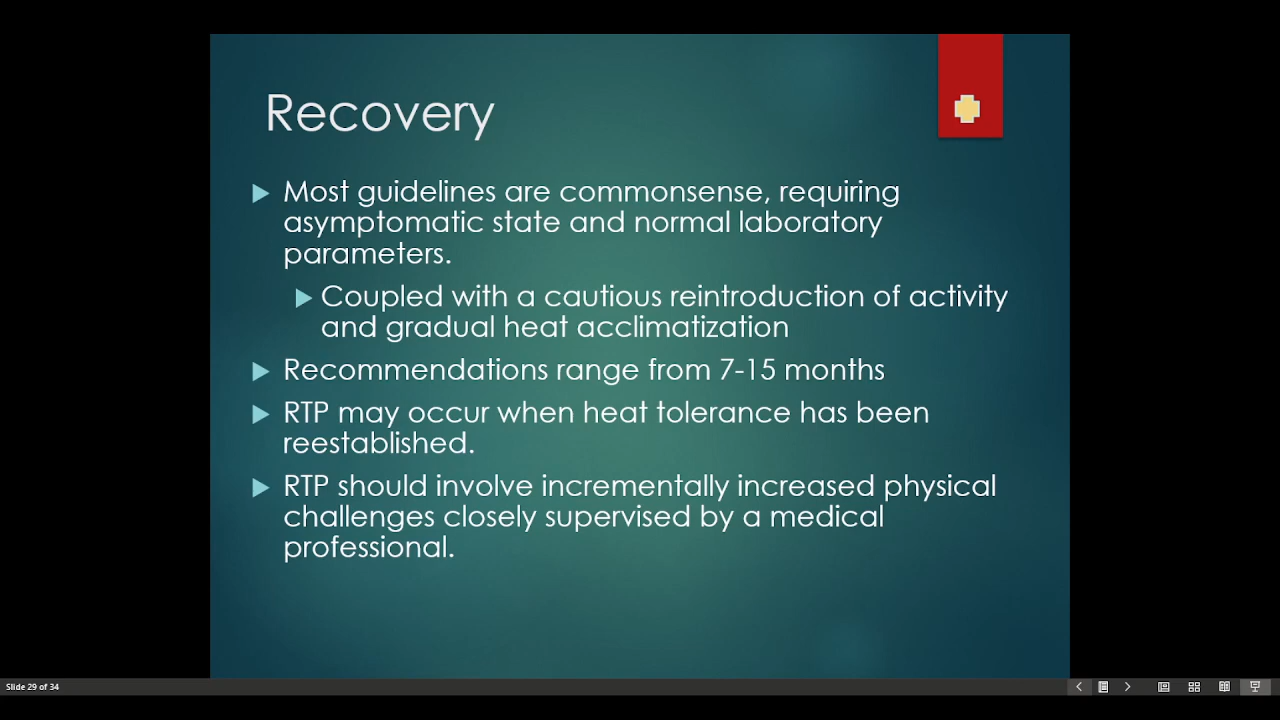 Recovery
Most guidelines are commonsense, requiring
asymptomatic state and normal laboratory
parameters.
Coupled with a cautious reintroduction of activity
and gradual heat acclimatization
Recommendations range from 7-15 months
RTP may occur when heat tolerance has been
reestablished.
RTP should involve incrementally increased physical
challenges closely supervised by a medical
professional.
Slide 29 of 34